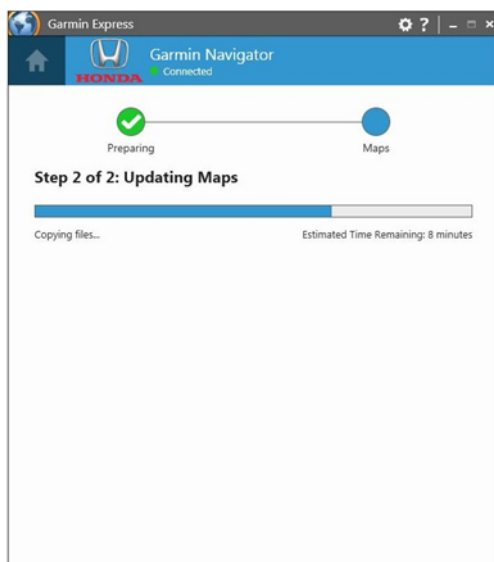 Garmin Express
?
HONDA
Garmin Navigator
Connected
Preparing
Maps
Step 2 of 2: Updating Maps
Copying files...
Estimated Time Remaining: 8 minutes